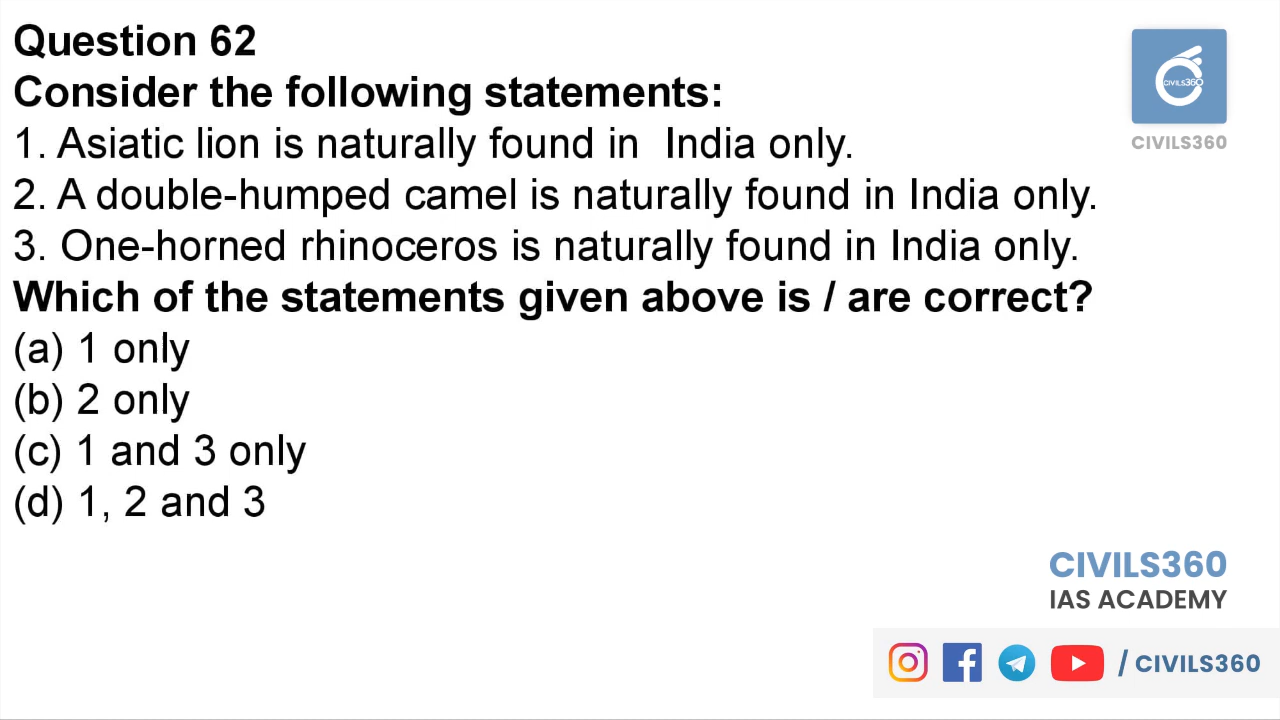 Question 62
Consider the following statements:
1. Asiatic lion is naturally found in  India only.
2. A double-humped camel is naturally found in India only.
3. One-horned rhinoceros is naturally found in India only.
Which of the statements given above is / are correct?
(a) 1 only
(b) 2 only
(c) 1 and 3 only
(d) 1, 2 and 3
CIVILS360
CIVILS360
CIVILS360
IAS ACADEMY
/ CIVILS360